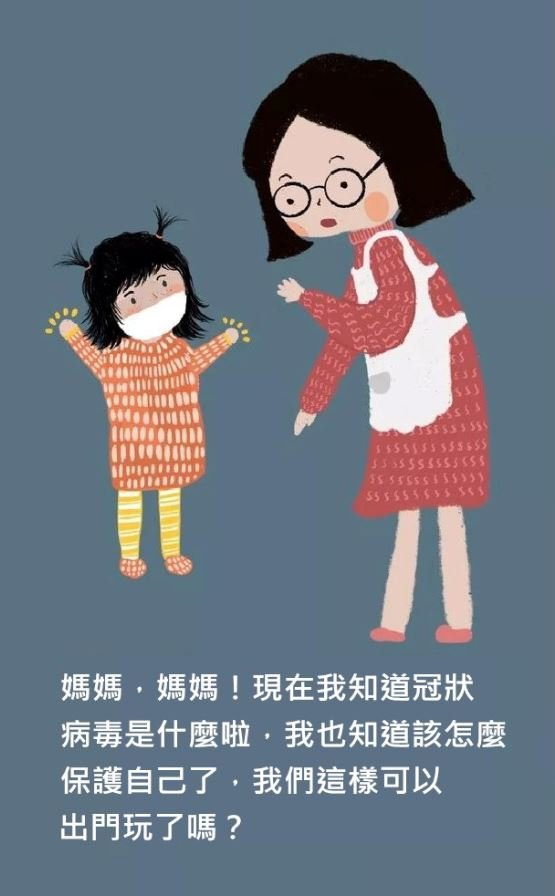 媽媽，媽媽！現在我知道冠狀
病毒是什麼啦，我也知道該怎麼
保護自己了，我們這樣可以
出門玩了嗎？